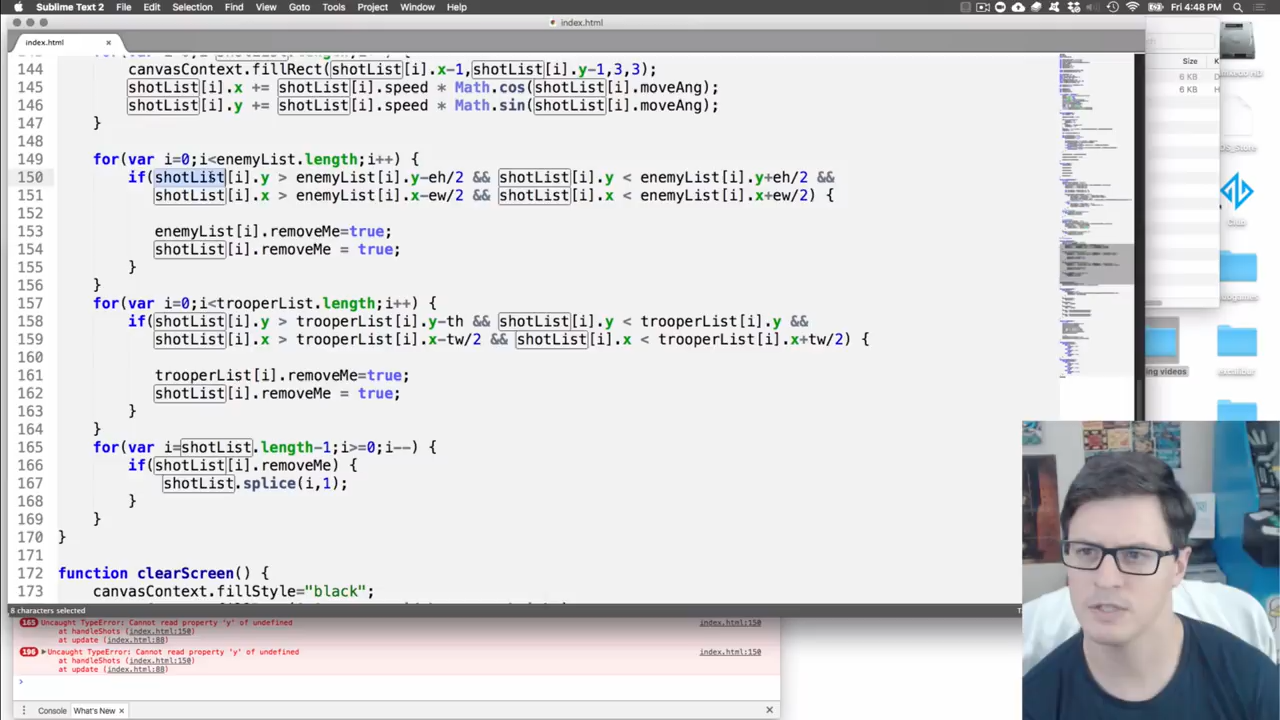 Sublime Text 2 File Edit Selection Find View Goto Tools Project Window Help
Fri 4:48 PM
index.html
index.html
144 canvasContext.fillRect(shotList[i].x-1,shotList[i].y-1,3,3);
145 shotList[i].x += shotList[i].speed * Math.cos(shotList[i].moveAng);
146 shotList[i].y += shotList[i].speed * Math.sin(shotList[i].moveAng);
147 }
148
149 for(var i=0;i<enemyList.length;i++) {
150 if(shotList[i].y > enemyList[i].y-eh/2 && shotList[i].y < enemyList[i].y+eh/2 &&
151 shotList[i].x > enemyList[i].x-ew/2 && shotList[i].x < enemyList[i].x+ew/2) {
152
153 enemyList[i].removeMe=true;
154 shotList[i].removeMe = true;
155 }
156 }
157 for(var i=0;i<trooperList.length;i++) {
158 if(shotList[i].y > trooperList[i].y-th && shotList[i].y < trooperList[i].y &&
159 shotList[i].x > trooperList[i].x-tw/2 && shotList[i].x < trooperList[i].x+tw/2) {
160
161 trooperList[i].removeMe=true;
162 shotList[i].removeMe = true;
163 }
164 }
165 for(var i=shotList.length-1;i>=0;i--) {
166 if(shotList[i].removeMe) {
167 shotList.splice(i,1);
168 }
169 }
170 }
171
172 function clearScreen() {
173 canvasContext.fillStyle="black";
8 characters selected
165 Uncaught TypeError: Cannot read property 'y' of undefined index.html:150
at handleShots (index.html:150)
at update (index.html:88)
196 Uncaught TypeError: Cannot read property 'y' of undefined index.html:150
at handleShots (index.html:150)
at update (index.html:88)
>
Console What's New ×
Size K
6 KB
6 KB
ing videos
excalibur